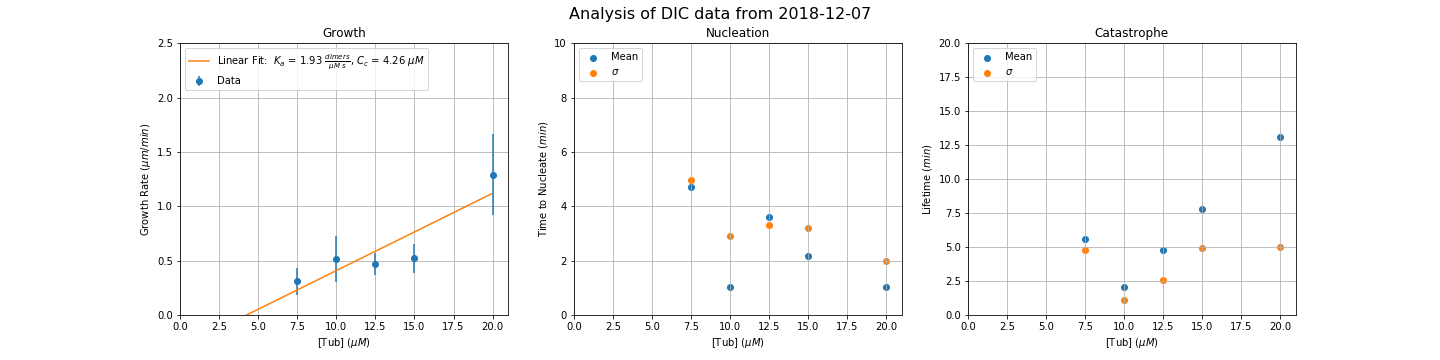 Analysis of DIC data from 2018-12-07
Growth
2.5
2.0
1.5
1.0
0.5
0.0
Growth Rate (μm/min)
Linear Fit: K_a = 1.93 dimers/μM s, C_c = 4.26 μM
Data
0.0 2.5 5.0 7.5 10.0 12.5 15.0 17.5 20.0
[Tub] (μM)
Nucleation
10
8
6
4
2
0
Time to Nucleate (min)
Mean
σ
0.0 2.5 5.0 7.5 10.0 12.5 15.0 17.5 20.0
[Tub] (μM)
Catastrophe
20.0
17.5
15.0
12.5
10.0
7.5
5.0
2.5
0.0
Lifetime (min)
Mean
σ
0.0 2.5 5.0 7.5 10.0 12.5 15.0 17.5 20.0
[Tub] (μM)